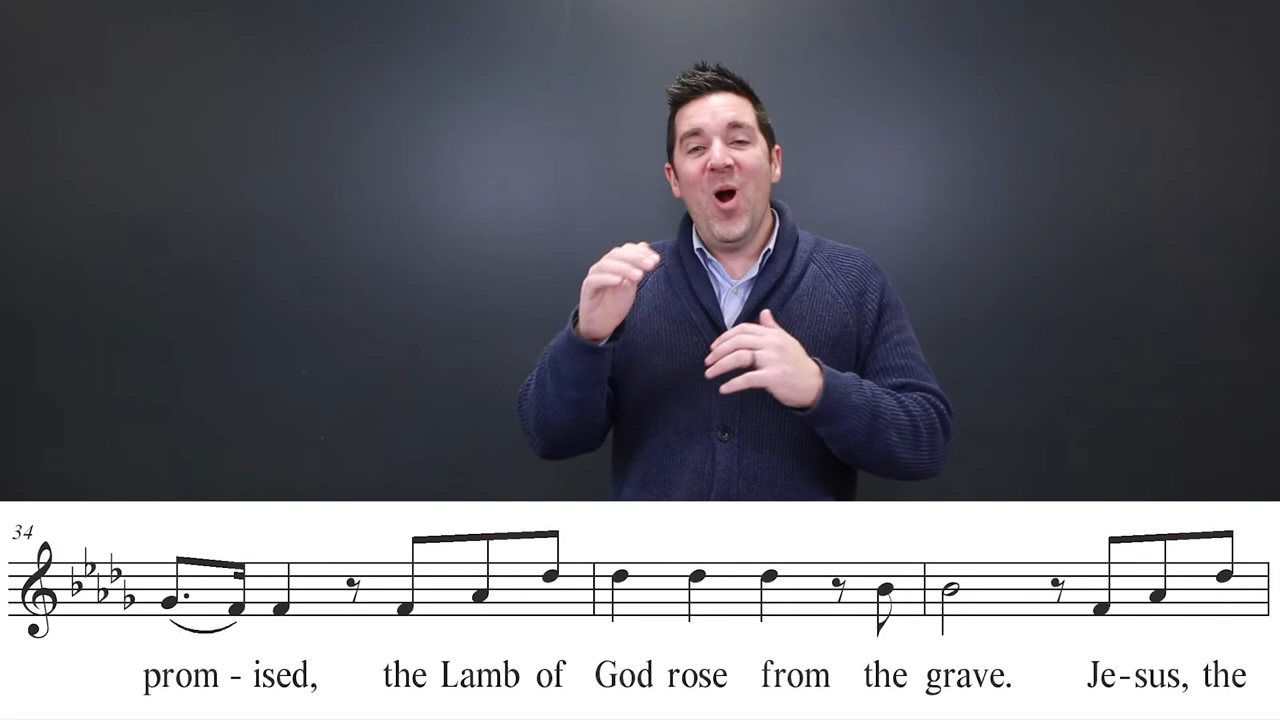 34
prom - ised, the Lamb of God rose from the grave. Je - sus, the